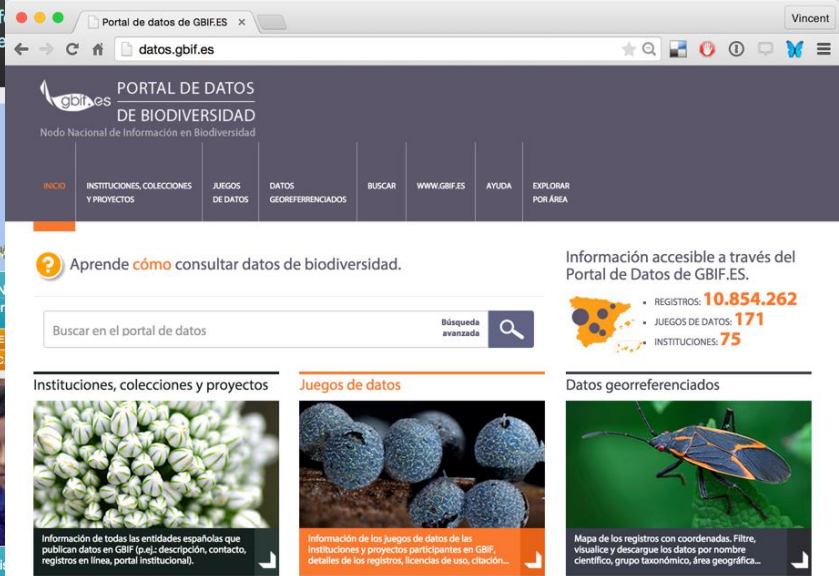 Portal de datos de GBIF.ES
Vincent
datos.gbif.es
gbif.es
PORTAL DE DATOS
DE BIODIVERSIDAD
Nodo Nacional de Información en Biodiversidad
INICIO
INSTITUCIONES, COLECCIONES
Y PROYECTOS
JUEGOS
DE DATOS
DATOS
GEOREFERRENCIADOS
BUSCAR
WWW.GBIF.ES
AYUDA
EXPLORAR
POR ÁREA
? Aprende cómo consultar datos de biodiversidad.
Buscar en el portal de datos
Búsqueda
avanzada
Información accesible a través del
Portal de Datos de GBIF.ES.
REGISTROS: 10.854.262
JUEGOS DE DATOS: 171
INSTITUCIONES: 75
Instituciones, colecciones y proyectos
Información de todas las entidades españolas que
publican datos en GBIF (p.ej.: descripción, contacto,
registros en línea, portal institucional).
Juegos de datos
Información de los juegos de datos de las
instituciones y proyectos participantes en GBIF,
detalles de los registros, licencias de uso, citación...
Datos georreferenciados
Mapa de los registros con coordenadas. Filtre,
visualice y descargue los datos por nombre
científico, grupo taxonómico, área geográfica...